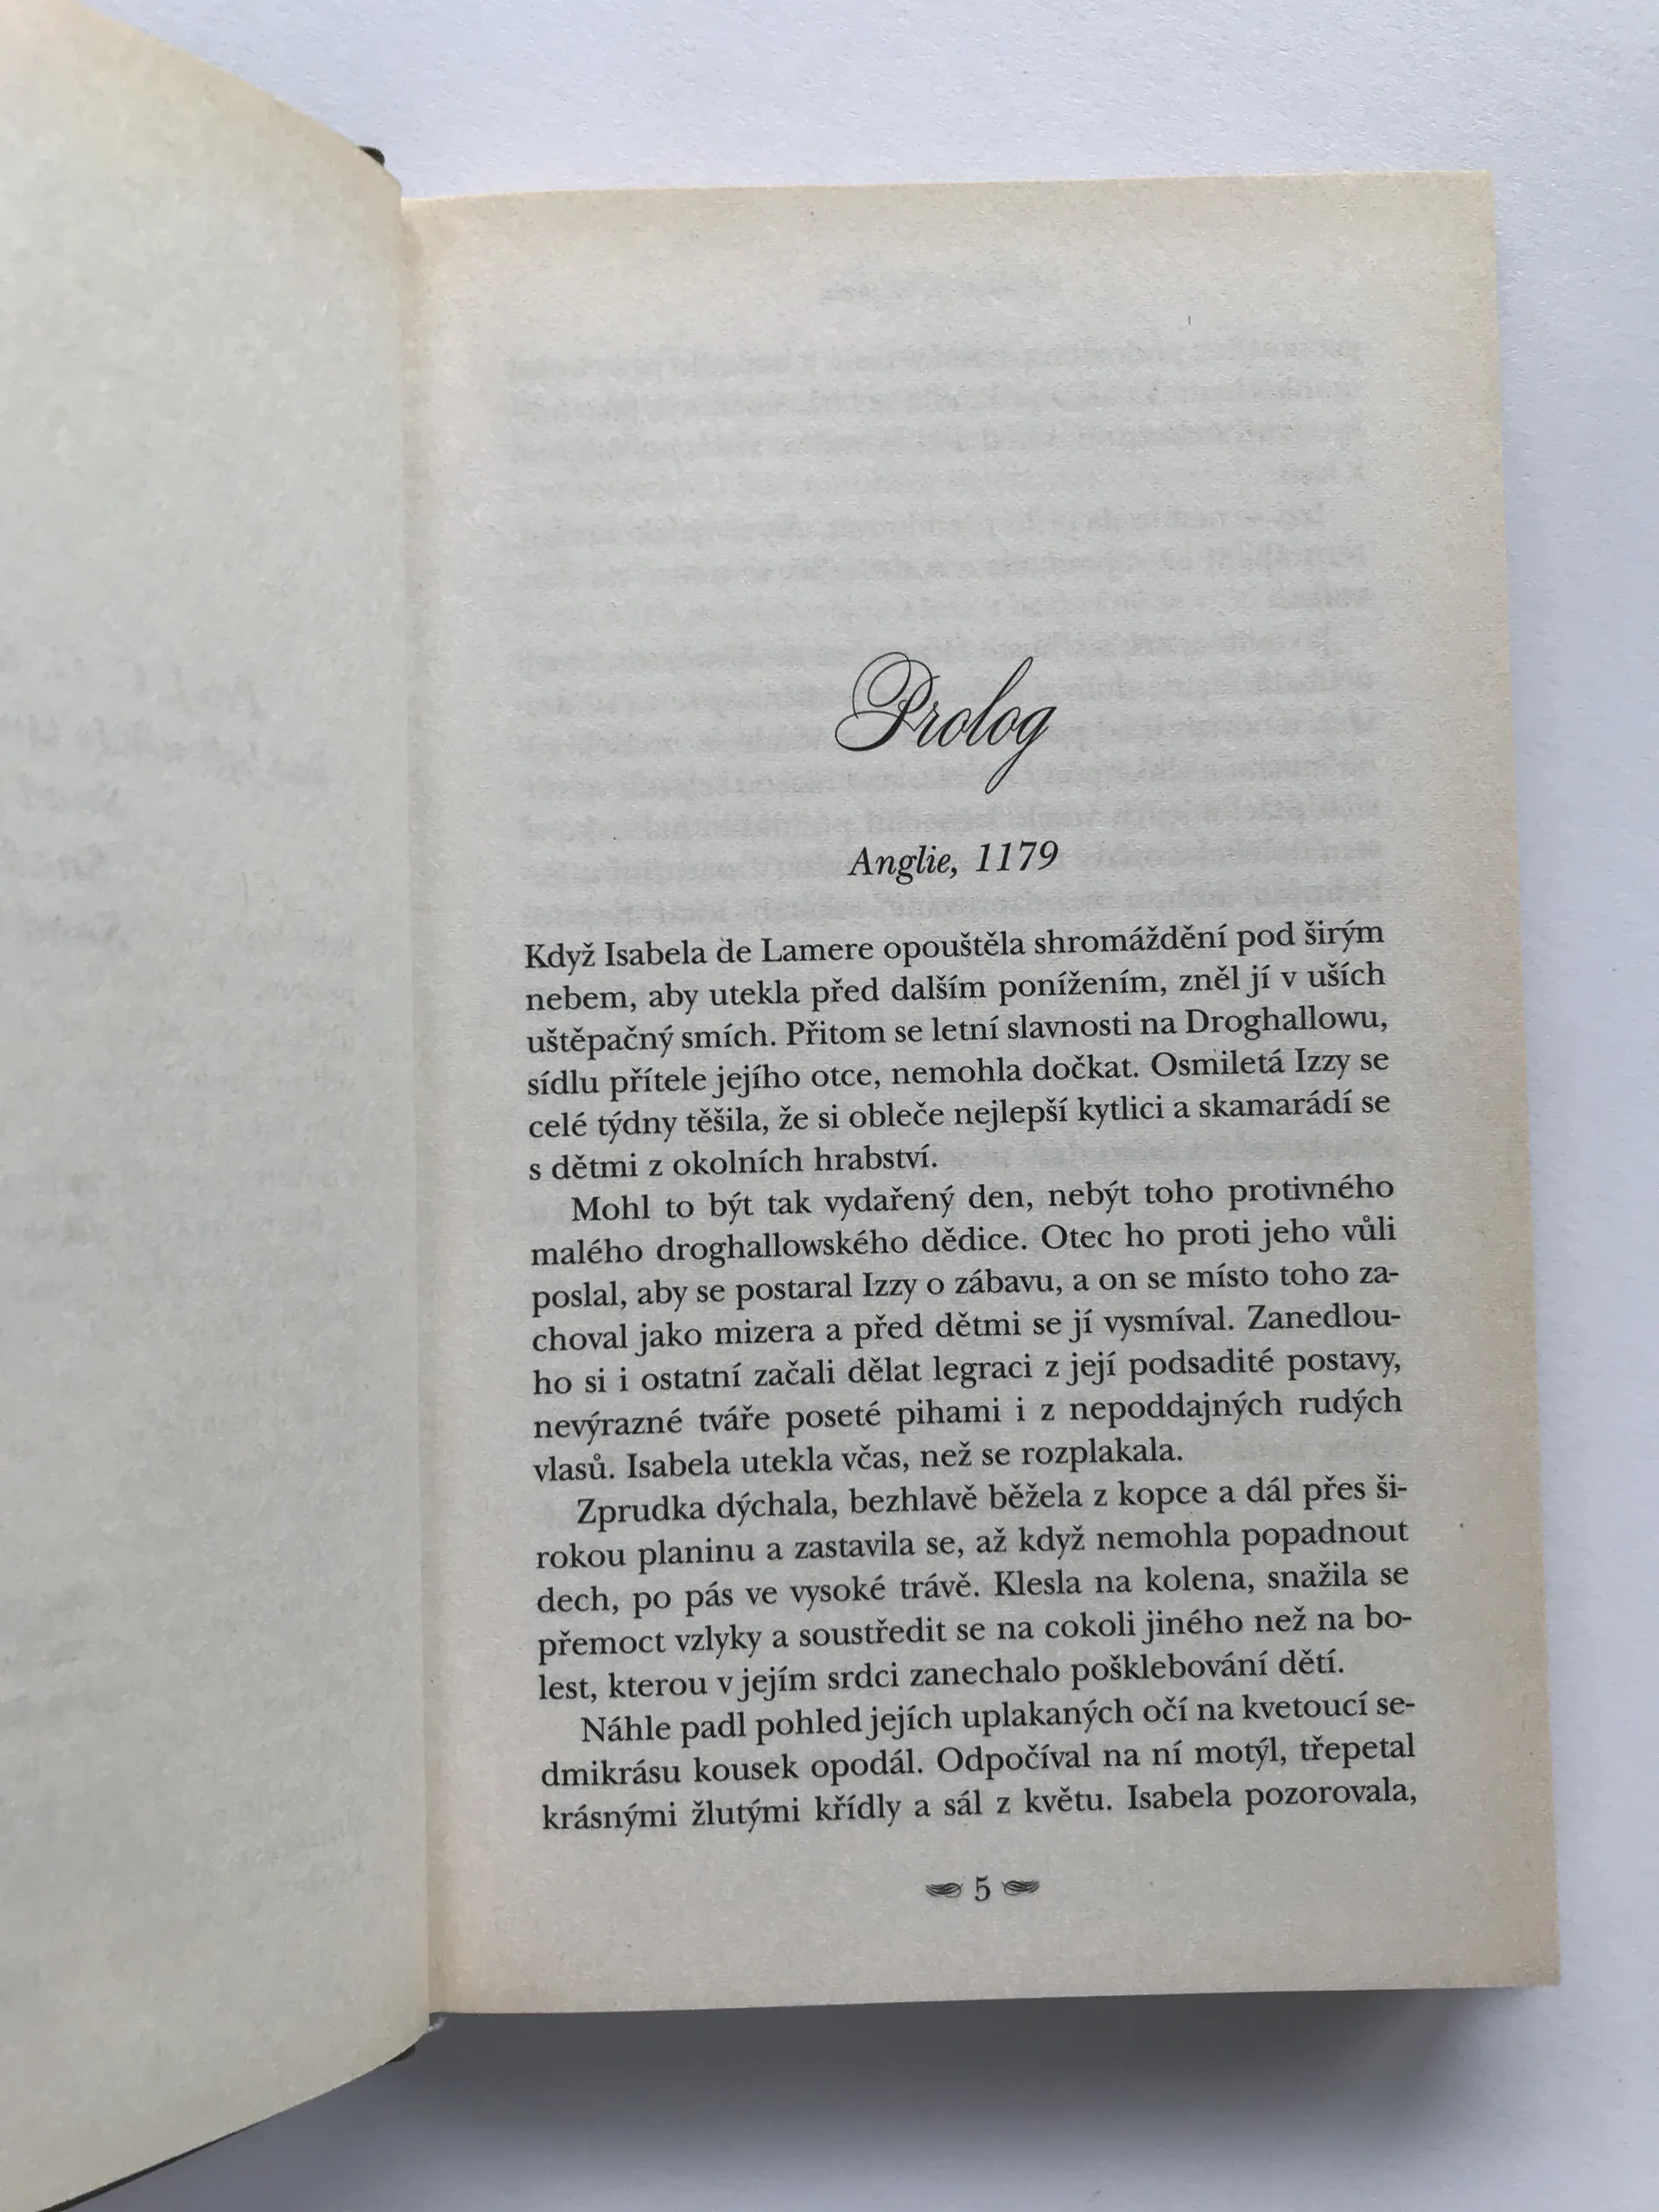 Prolog
Anglie, 1179
Když Isabela de Lamere opouštěla shromáždění pod širým
nebem, aby utekla před dalším ponížením, zněl jí v uších
uštěpačný smích. Přitom se letní slavnosti na Droghallowu,
sídlu přítele jejího otce, nemohla dočkat. Osmiletá Izzy se
celé týdny těšila, že si obleče nejlepší kytlici a skamarádí se
s dětmi z okolních hrabství.
Mohl to být tak vydařený den, nebýt toho protivného
malého droghallowského dědice. Otec ho proti jeho vůli
poslal, aby se postaral Izzy o zábavu, a on se místo toho za-
choval jako mizera a před dětmi se jí vysmíval. Zanedlou-
ho si i ostatní začali dělat legraci z její podsadité postavy,
nevýrazné tváře poseté pihami i z nepoddajných rudých
vlasů. Isabela utekla včas, než se rozplakala.
Zprudka dýchala, bezhlavě běžela z kopce a dál přes ši-
rokou planinu a zastavila se, až když nemohla popadnout
dech, po pás ve vysoké trávě. Klesla na kolena, snažila se
přemoct vzlyky a soustředit se na cokoli jiného než na bo-
lest, kterou v jejím srdci zanechalo pošklebování dětí.
Náhle padl pohled jejích uplakaných očí na kvetoucí se-
dmikrásu kousek opodál. Odpočíval na ní motýl, třepetal
krásnými žlutými křídly a sál z květu. Isabela pozorovala,
5